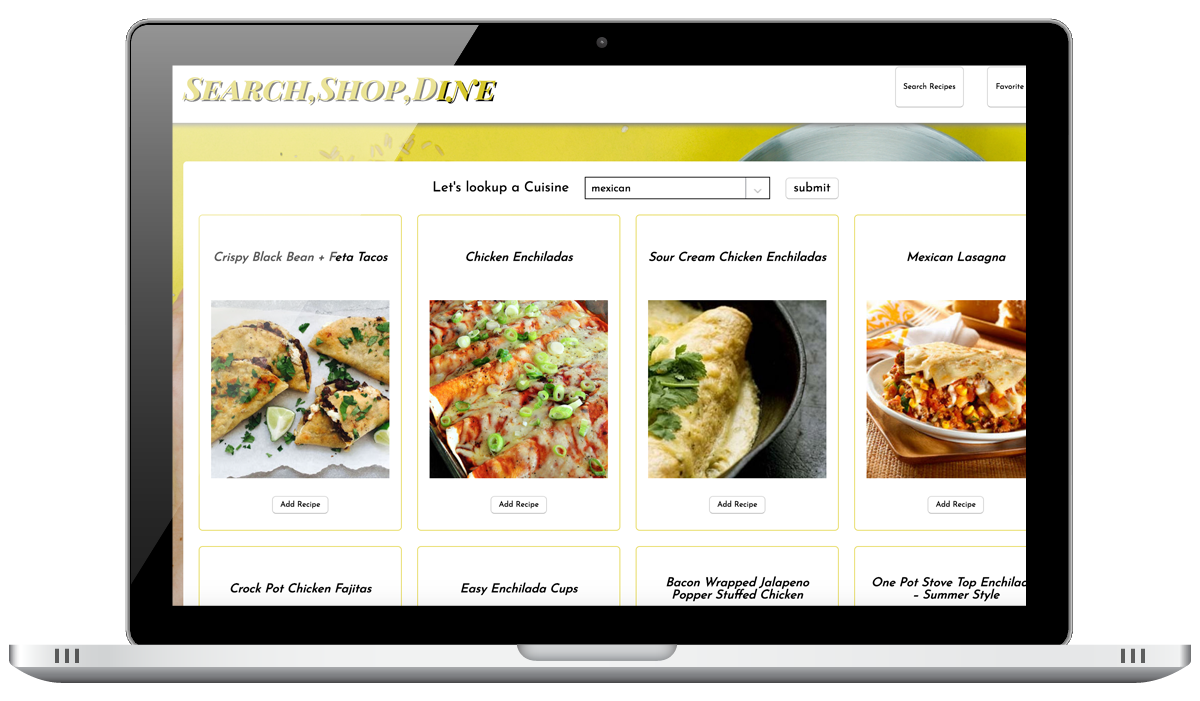 Search,Shop,Dine
Search Recipes
Favorite
Let's lookup a Cuisine
mexican
submit
Crispy Black Bean + Feta Tacos
Chicken Enchiladas
Sour Cream Chicken Enchiladas
Mexican Lasagna
Add Recipe
Add Recipe
Add Recipe
Add Recipe
Crock Pot Chicken Fajitas
Easy Enchilada Cups
Bacon Wrapped Jalapeno
Popper Stuffed Chicken
One Pot Stove Top
– Summer Style